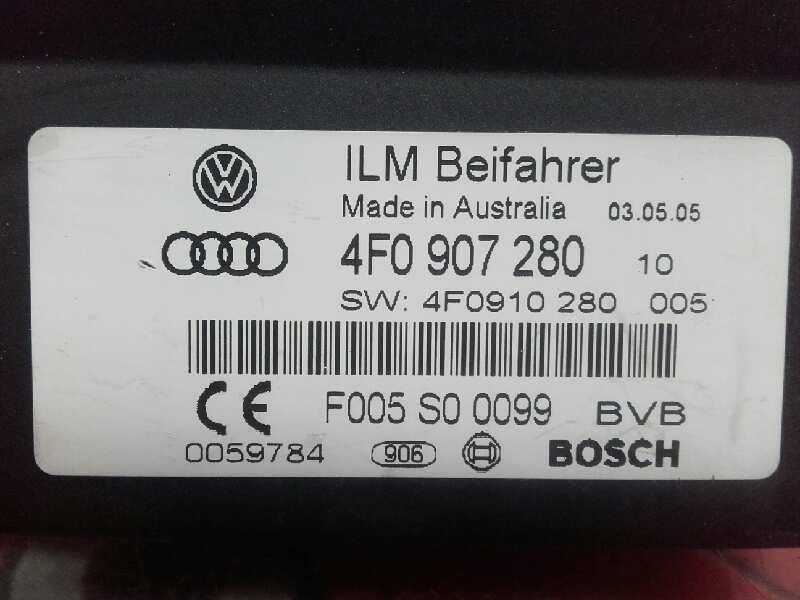 ILM Beifahrer
Made in Australia 03.05.05
4F0 907 280 10
SW: 4F0910 280 005
CE F005 S0 0099 BVB
0059784 906 BOSCH